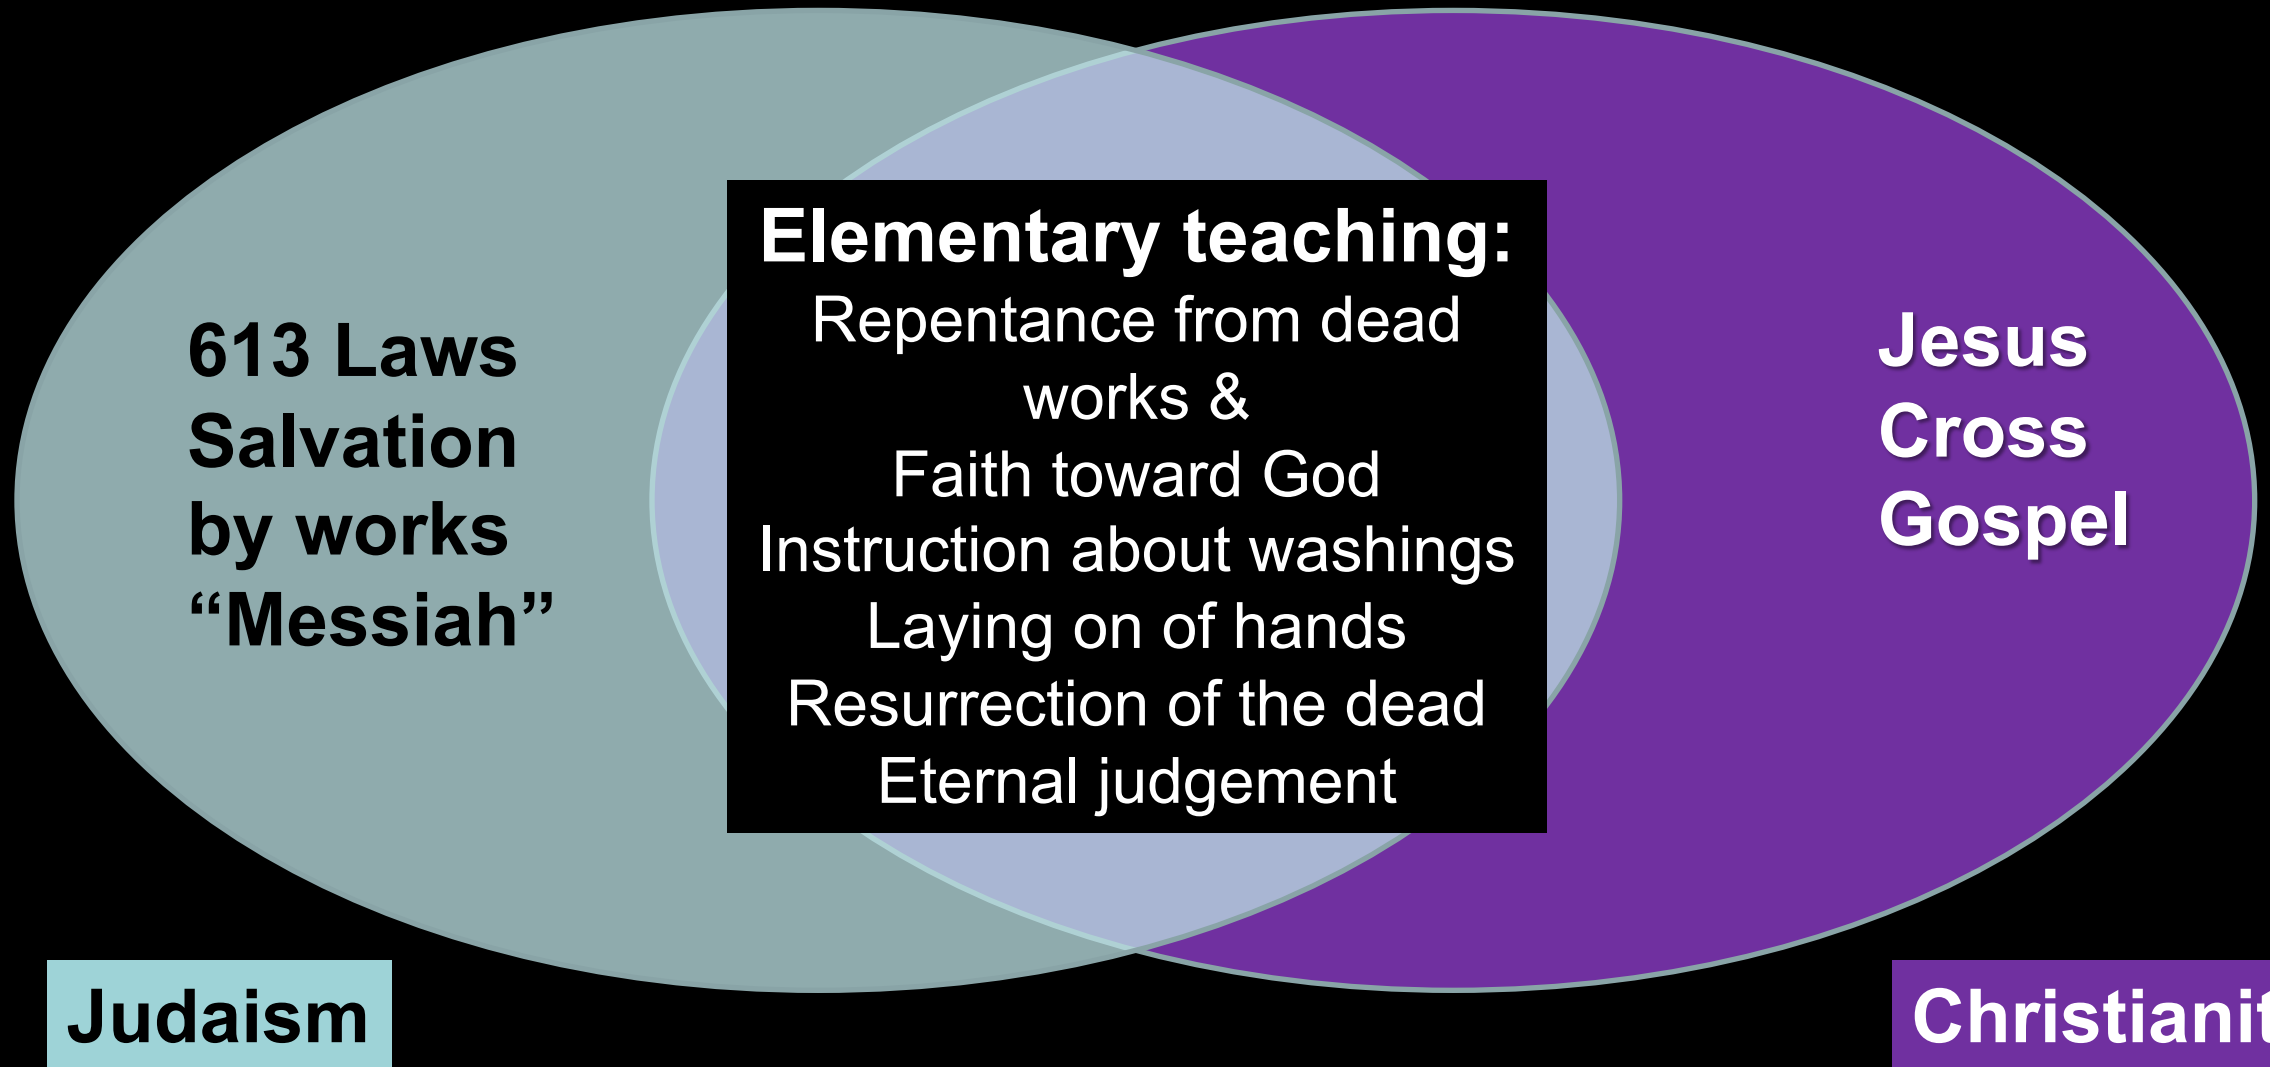 613 Laws
Salvation
by works
“Messiah”
Elementary teaching:
Repentance from dead
works &
Faith toward God
Instruction about washings
Laying on of hands
Resurrection of the dead
Eternal judgement
Jesus
Cross
Gospel
Judaism
Christianit